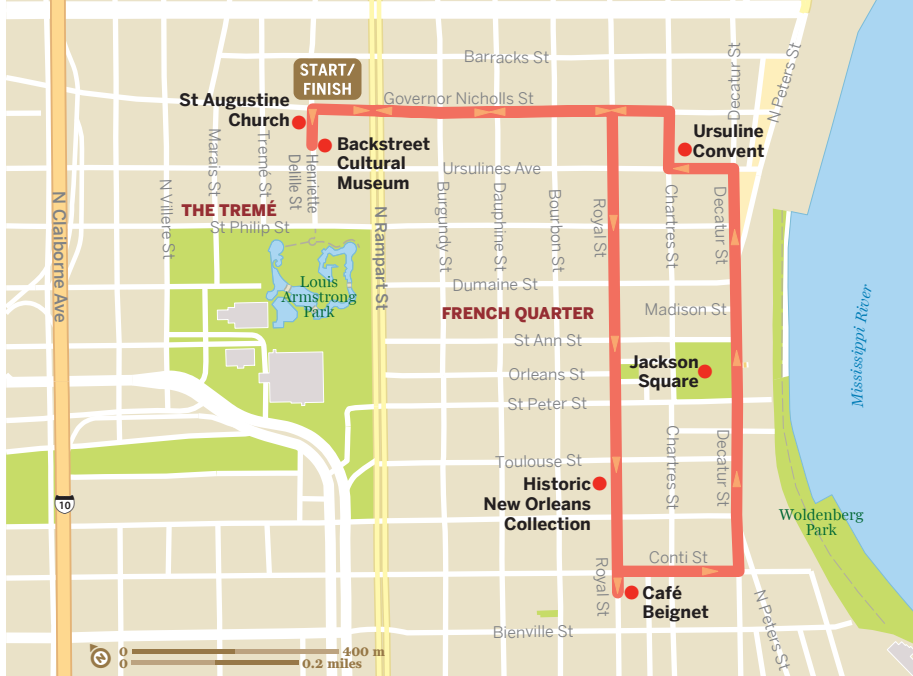 Barracks St
Decatur St
N Peters St
START/
FINISH
St Augustine
Church
Governor Nicholls St
Ursuline
Convent
Backstreet
Cultural
Museum
Marais St
Tremé St
Henriette
Delille St
Ursulines Ave
N Claiborne Ave
N Villere St
THE TREMÉ
St Philip St
N Rampart St
Burgundy St
Dauphine St
Bourbon St
Royal St
Chartres St
Decatur St
Louis
Armstrong
Park
Dumaine St
FRENCH QUARTER
Madison St
Mississippi River
St Ann St
Orleans St
Jackson
Square
St Peter St
Chartres St
Decatur St
Toulouse St
Historic
New Orleans
Collection
10
Woldenberg
Park
Conti St
Royal St
Café
Beignet
N Peters St
Bienville St
N
0 400 m
0 0.2 miles